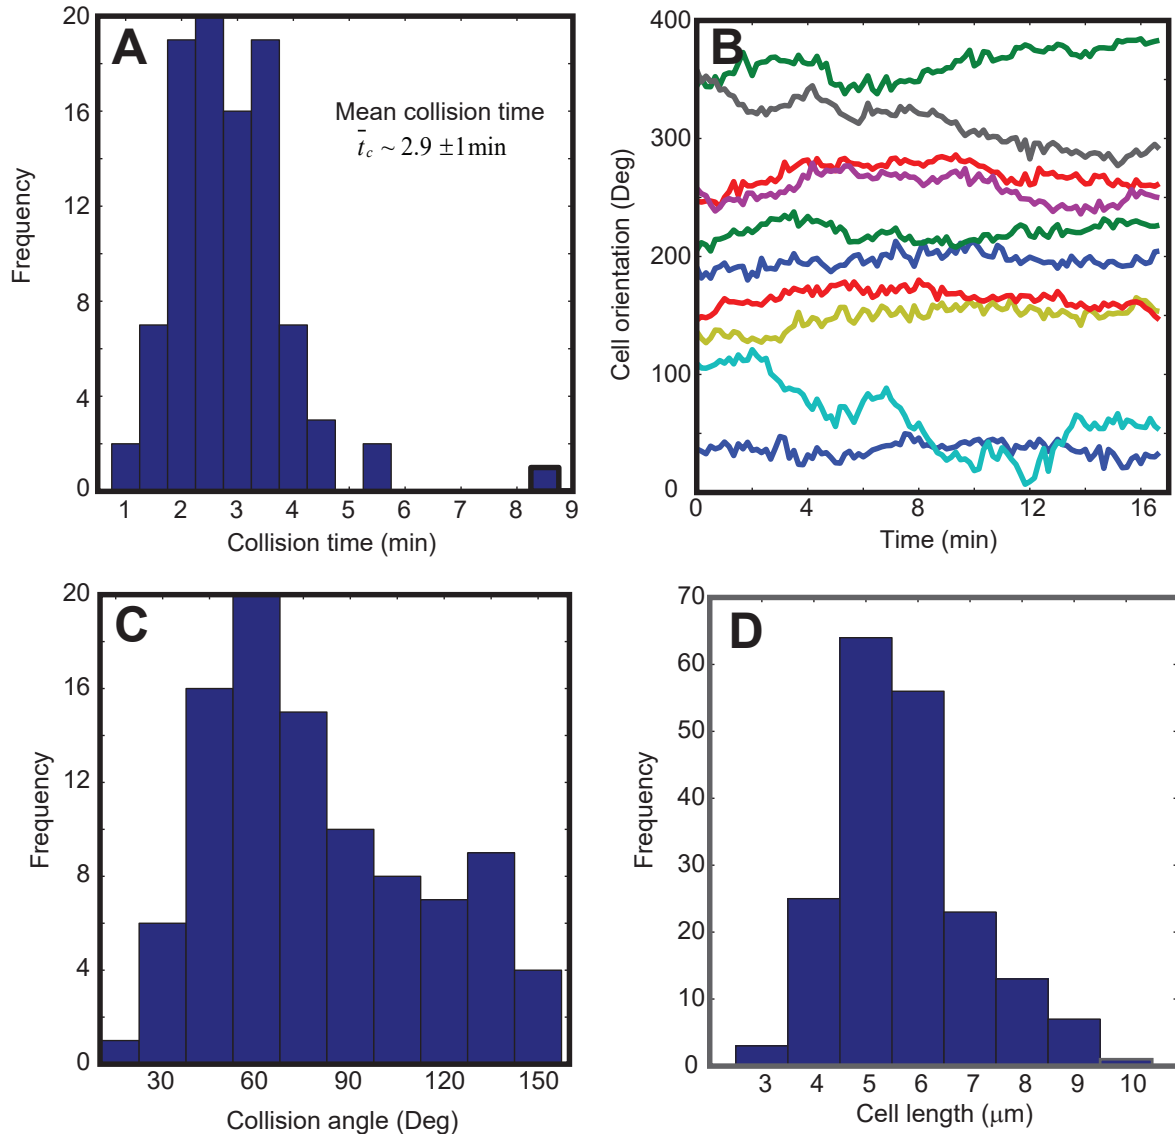 A
20
16
12
8
4
0
Frequency
Mean collision time
t̄c ~ 2.9 ±1min
1 2 3 4 5 6 7 8 9
Collision time (min)
B
400
300
200
100
0
Cell orientation (Deg)
0 4 8 12 16
Time (min)
C
20
16
12
8
4
0
Frequency
30 60 90 120 150
Collision angle (Deg)
D
70
60
50
40
30
20
10
0
Frequency
3 4 5 6 7 8 9 10
Cell length (μm)